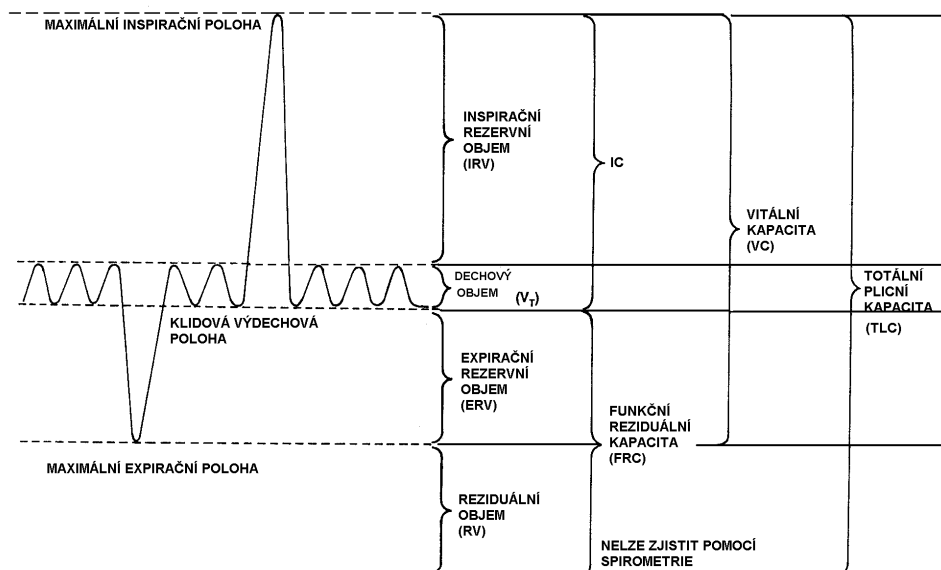 MAXIMÁLNÍ INSPIRAČNÍ POLOHA
INSPIRAČNÍ
REZERVNÍ
OBJEM
(IRV)
IC
VITÁLNÍ
KAPACITA
(VC)
DECHOVÝ
OBJEM (VT)
TOTÁLNÍ
PLICNÍ
KAPACITA
(TLC)
KLIDOVÁ VÝDECHOVÁ
POLOHA
EXPIRAČNÍ
REZERVNÍ
OBJEM
(ERV)
FUNKČNÍ
REZIDUÁLNÍ
KAPACITA
(FRC)
MAXIMÁLNÍ EXPIRAČNÍ POLOHA
REZIDUÁLNÍ
OBJEM
(RV)
NELZE ZJISTIT POMOCÍ
SPIROMETRIE